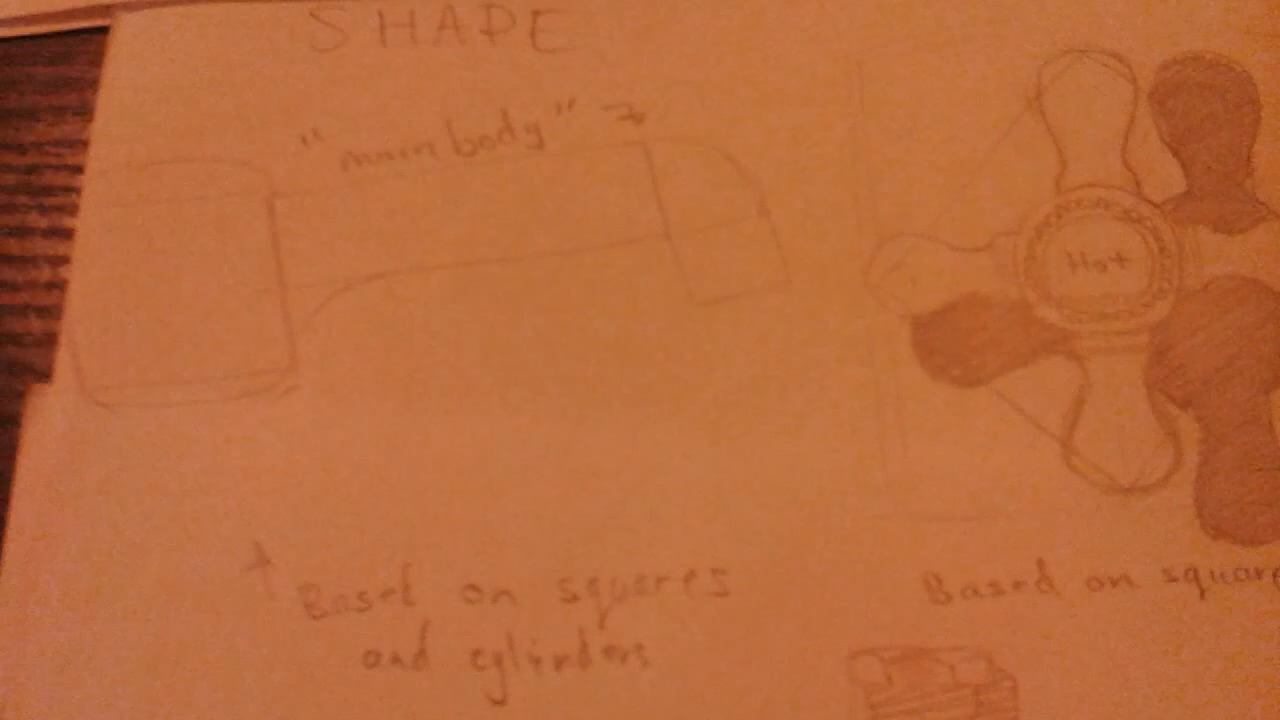 SHAPE
"main body"
Hot
Based on squares
and cylinders
Based on square